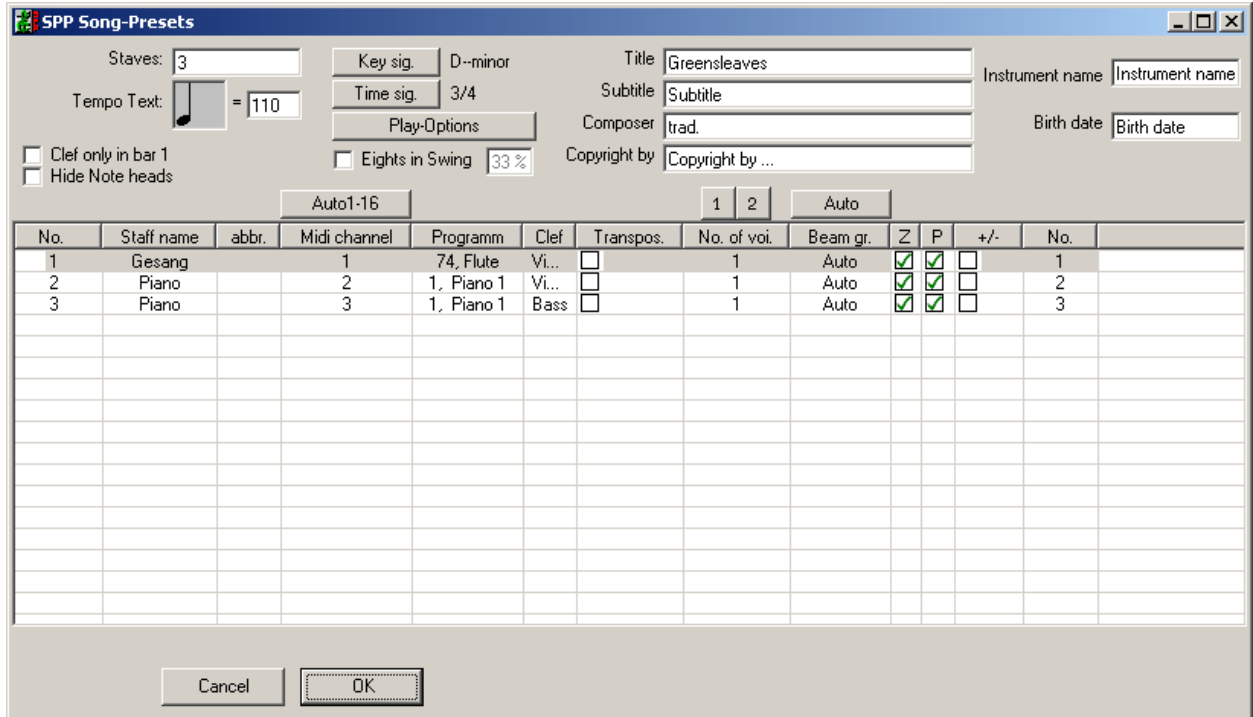 SPP Song-Presets
Staves: 3
Key sig. D--minor
Title Greensleaves
Instrument name Instrument name
Tempo Text: = 110
Time sig. 3/4
Subtitle Subtitle
Play-Options
Composer trad.
Birth date Birth date
Clef only in bar 1
Eights in Swing 33 %
Copyright by Copyright by ...
Hide Note heads
Auto1-16 1 2 Auto
No. Staff name abbr. Midi channel Programm Clef Transpos. No. of voi. Beam gr. Z P +/- No.
1 Gesang 1 74, Flute Vi... 1 Auto 1
2 Piano 2 1, Piano 1 Vi... 1 Auto 2
3 Piano 3 1, Piano 1 Bass 1 Auto 3
Cancel OK